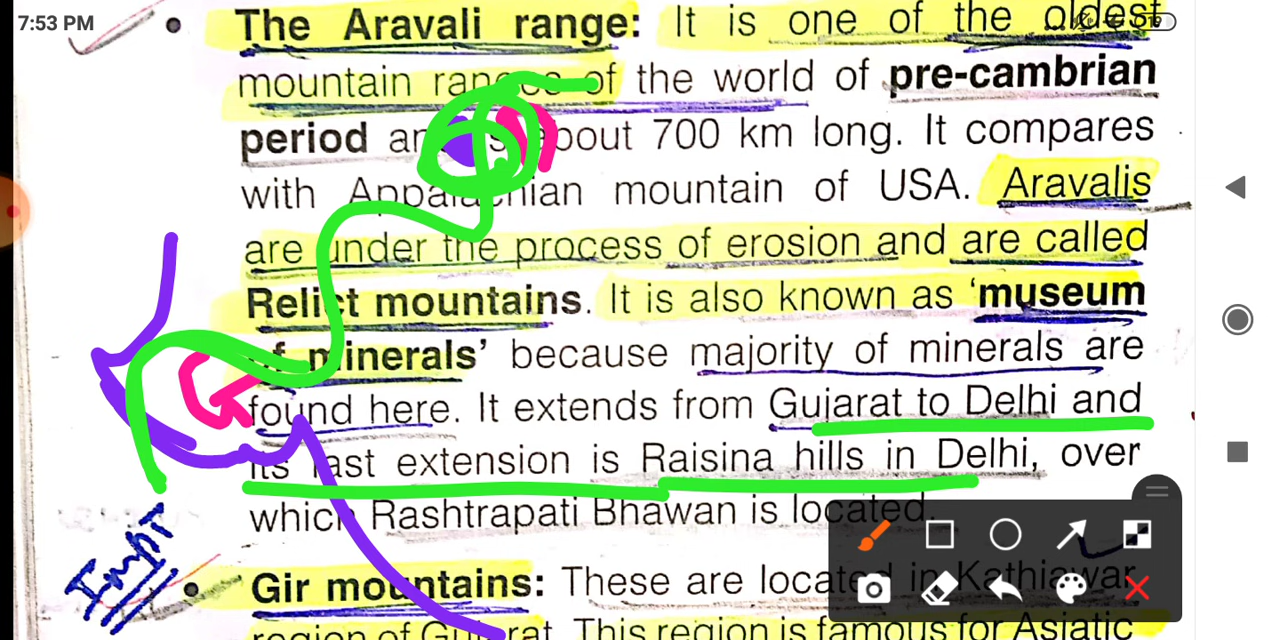 7:53 PM
The Aravali range: It is one of the oldest
mountain ranges of the world of pre-cambrian
period and is about 700 km long. It compares
with Appalachian mountain of USA. Aravalis
are under the process of erosion and are called
Relict mountains. It is also known as ‘museum
of minerals’ because majority of minerals are
found here. It extends from Gujarat to Delhi and
its last extension is Raisina hills in Delhi, over
which Rashtrapati Bhawan is located.
IMPT
Gir mountains: These are located in Kathiawar
region of Gujarat. This region is famous for Asiatic